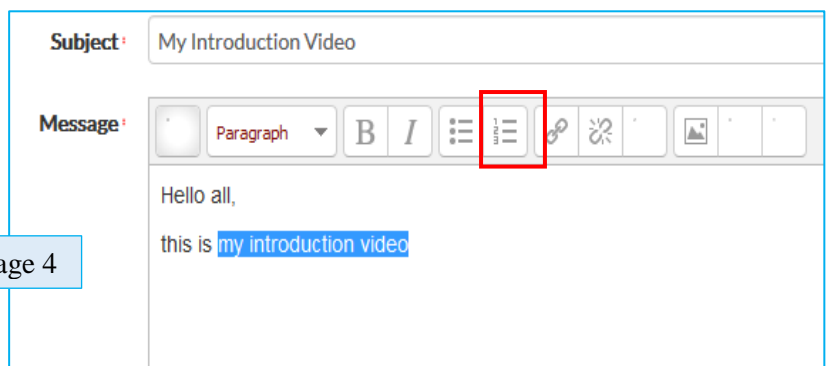 Subject
My Introduction Video
Message
Paragraph B I
Hello all,
this is my introduction video
age 4